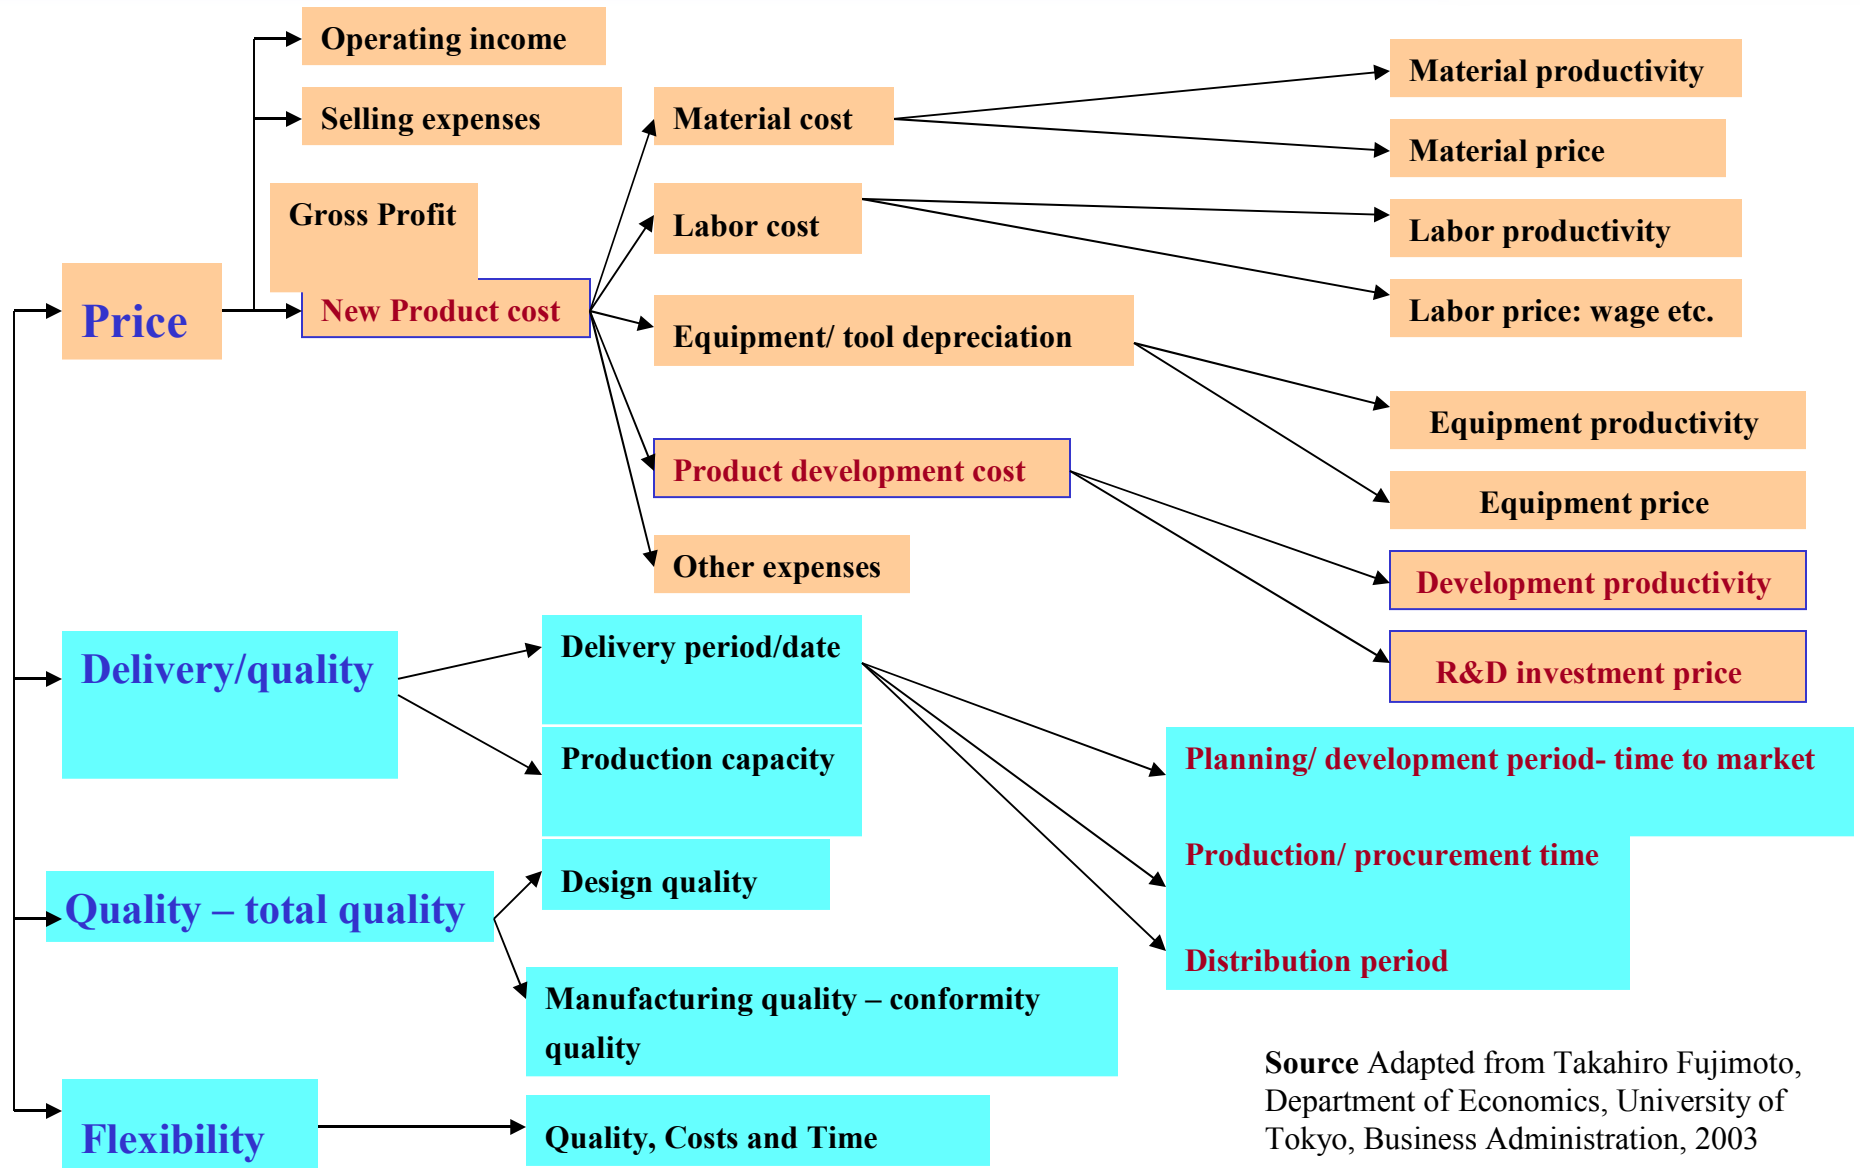 Operating income
Selling expenses
Gross Profit
Price
New Product cost
Material cost
Labor cost
Equipment/ tool depreciation
Product development cost
Other expenses
Material productivity
Material price
Labor productivity
Labor price: wage etc.
Equipment productivity
Equipment price
Development productivity
R&D investment price
Delivery/quality
Delivery period/date
Production capacity
Planning/ development period- time to market
Production/ procurement time
Distribution period
Quality – total quality
Design quality
Manufacturing quality – conformity
quality
Flexibility
Quality, Costs and Time
Source Adapted from Takahiro Fujimoto,
Department of Economics, University of
Tokyo, Business Administration, 2003